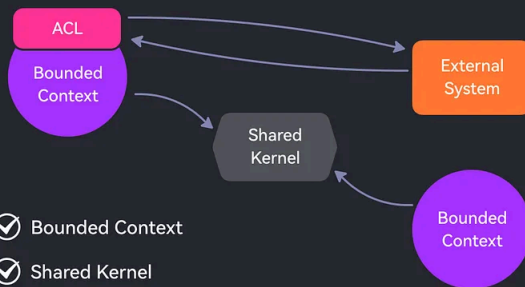 ACL
Bounded
Context
External
System
Shared
Kernel
Bounded
Context
Bounded Context
Shared Kernel